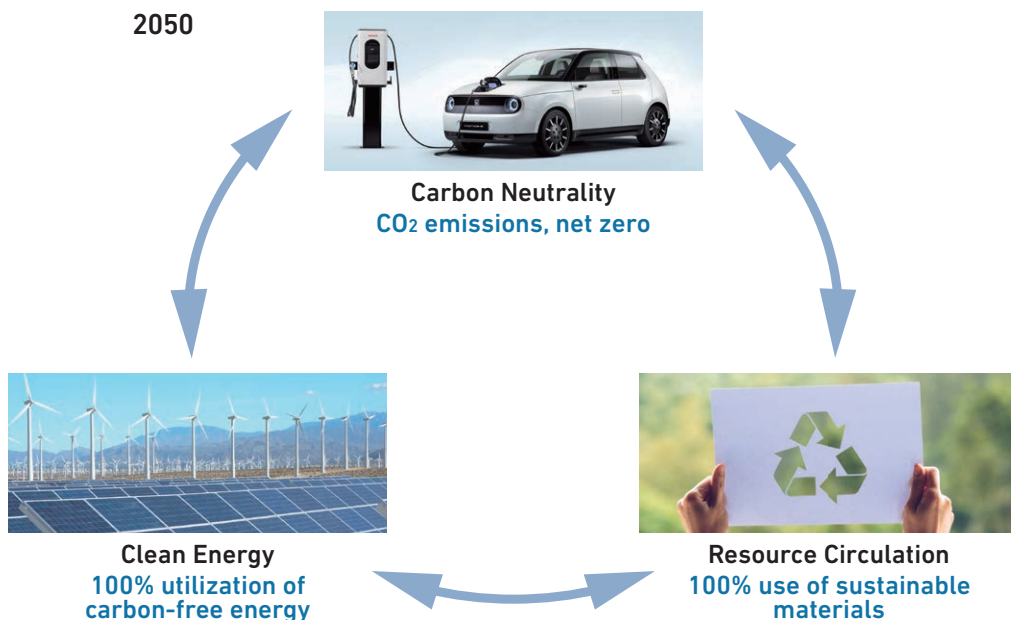 2050
Carbon Neutrality
CO2 emissions, net zero
Clean Energy
100% utilization of
carbon-free energy
Resource Circulation
100% use of sustainable
materials